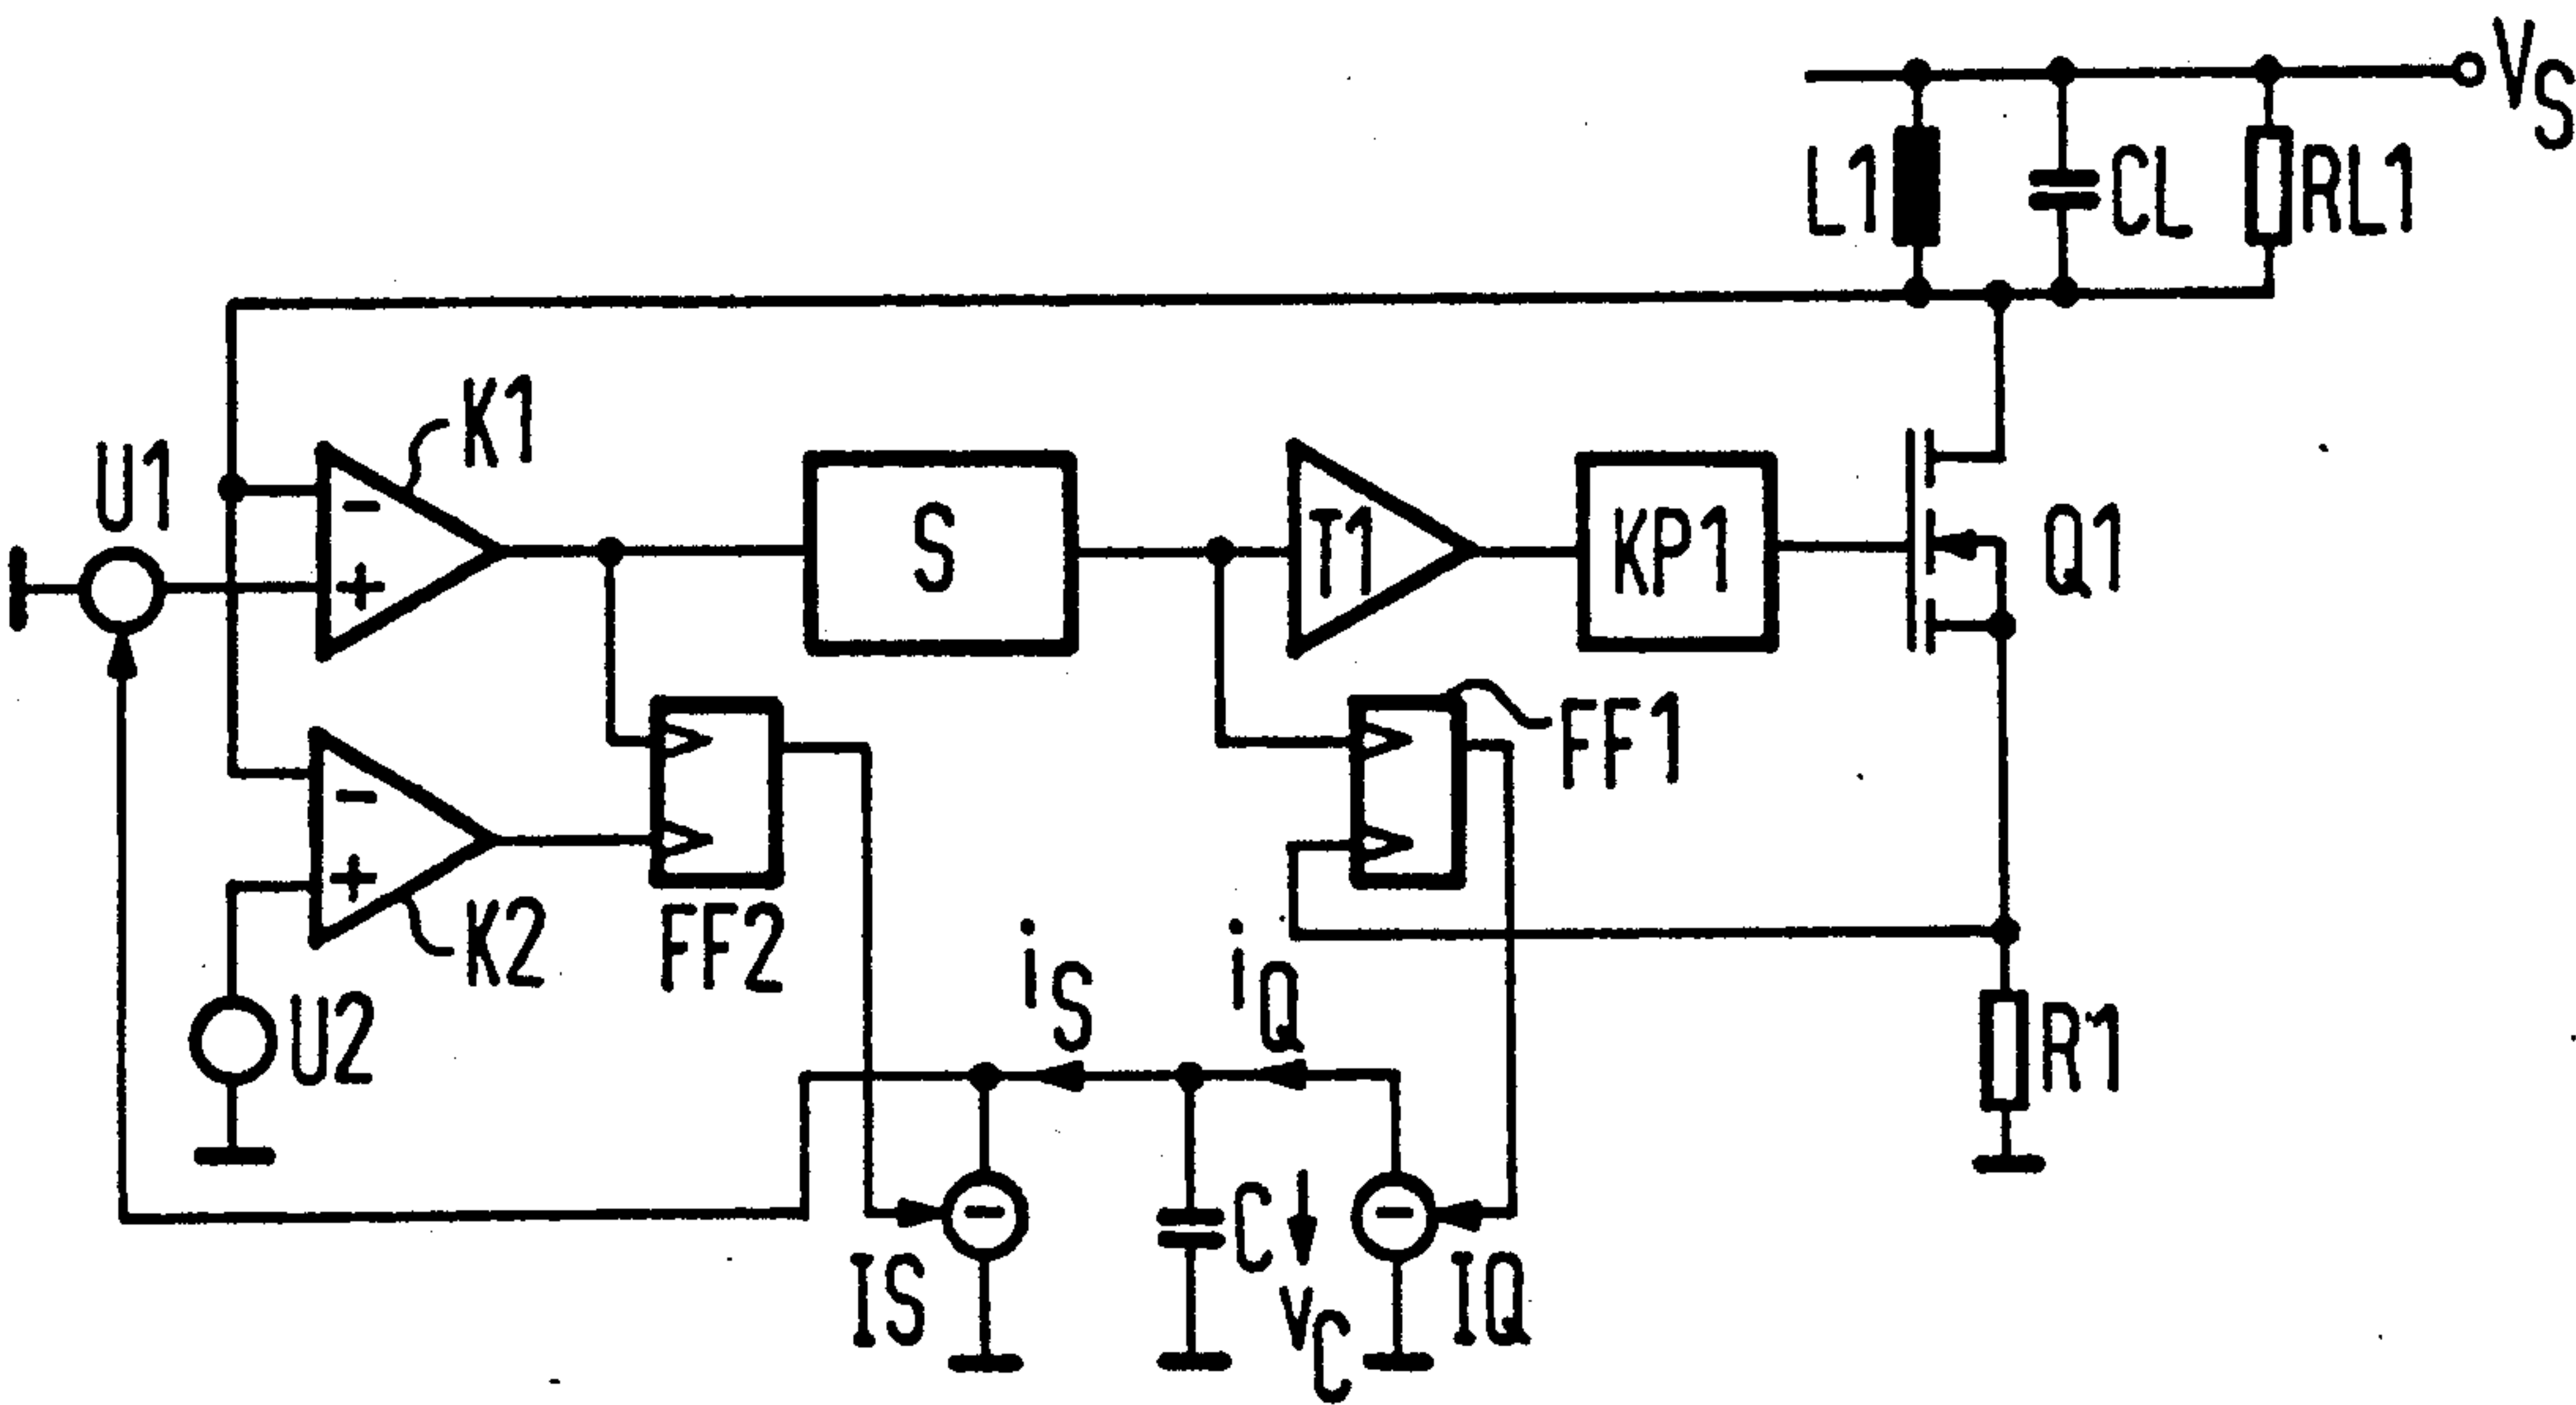 VS
L1
CL
RL1
K1
U1
-
+
S
T1
KP1
Q1
FF1
-
+
K2
FF2
U2
iS
iQ
R1
-
IS
C
vC
-
IQ